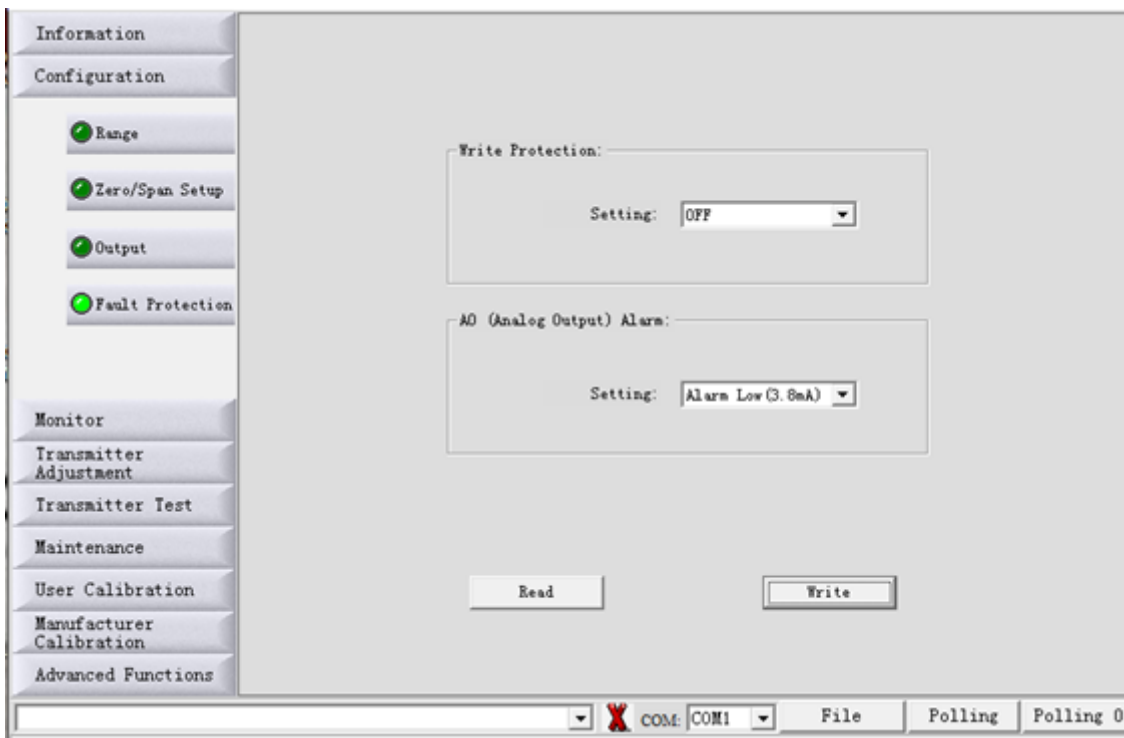 Information
Configuration
Range
Zero/Span Setup
Output
Fault Protection
Monitor
Transmitter
Adjustment
Transmitter Test
Maintenance
User Calibration
Manufacturer
Calibration
Advanced Functions
Write Protection:
Setting: OFF
AO (Analog Output) Alarm:
Setting: Alarm Low(3.8mA)
Read Write
X COM: COM1 File Polling Polling 0